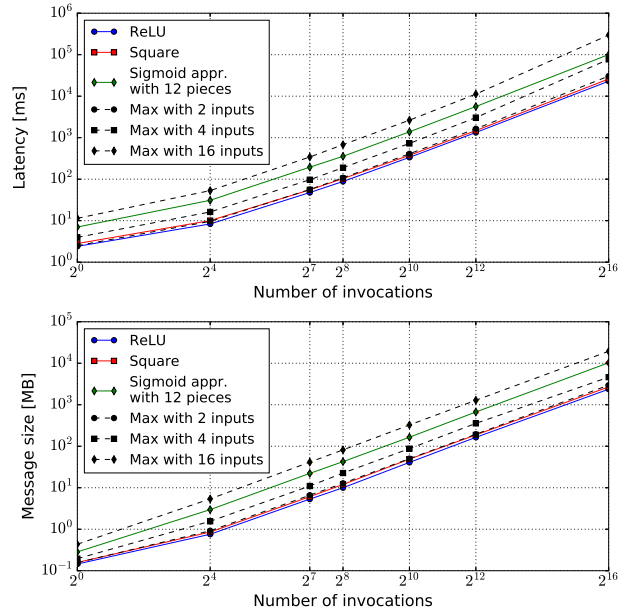 10^6
10^5
10^4
10^3
10^2
10^1
10^0
Latency [ms]
ReLU
Square
Sigmoid appr.
with 12 pieces
Max with 2 inputs
Max with 4 inputs
Max with 16 inputs
2^0 2^4 2^7 2^8 2^10 2^12 2^16
Number of invocations
10^5
10^4
10^3
10^2
10^1
10^0
10^-1
Message size [MB]
ReLU
Square
Sigmoid appr.
with 12 pieces
Max with 2 inputs
Max with 4 inputs
Max with 16 inputs
2^0 2^4 2^7 2^8 2^10 2^12 2^16
Number of invocations